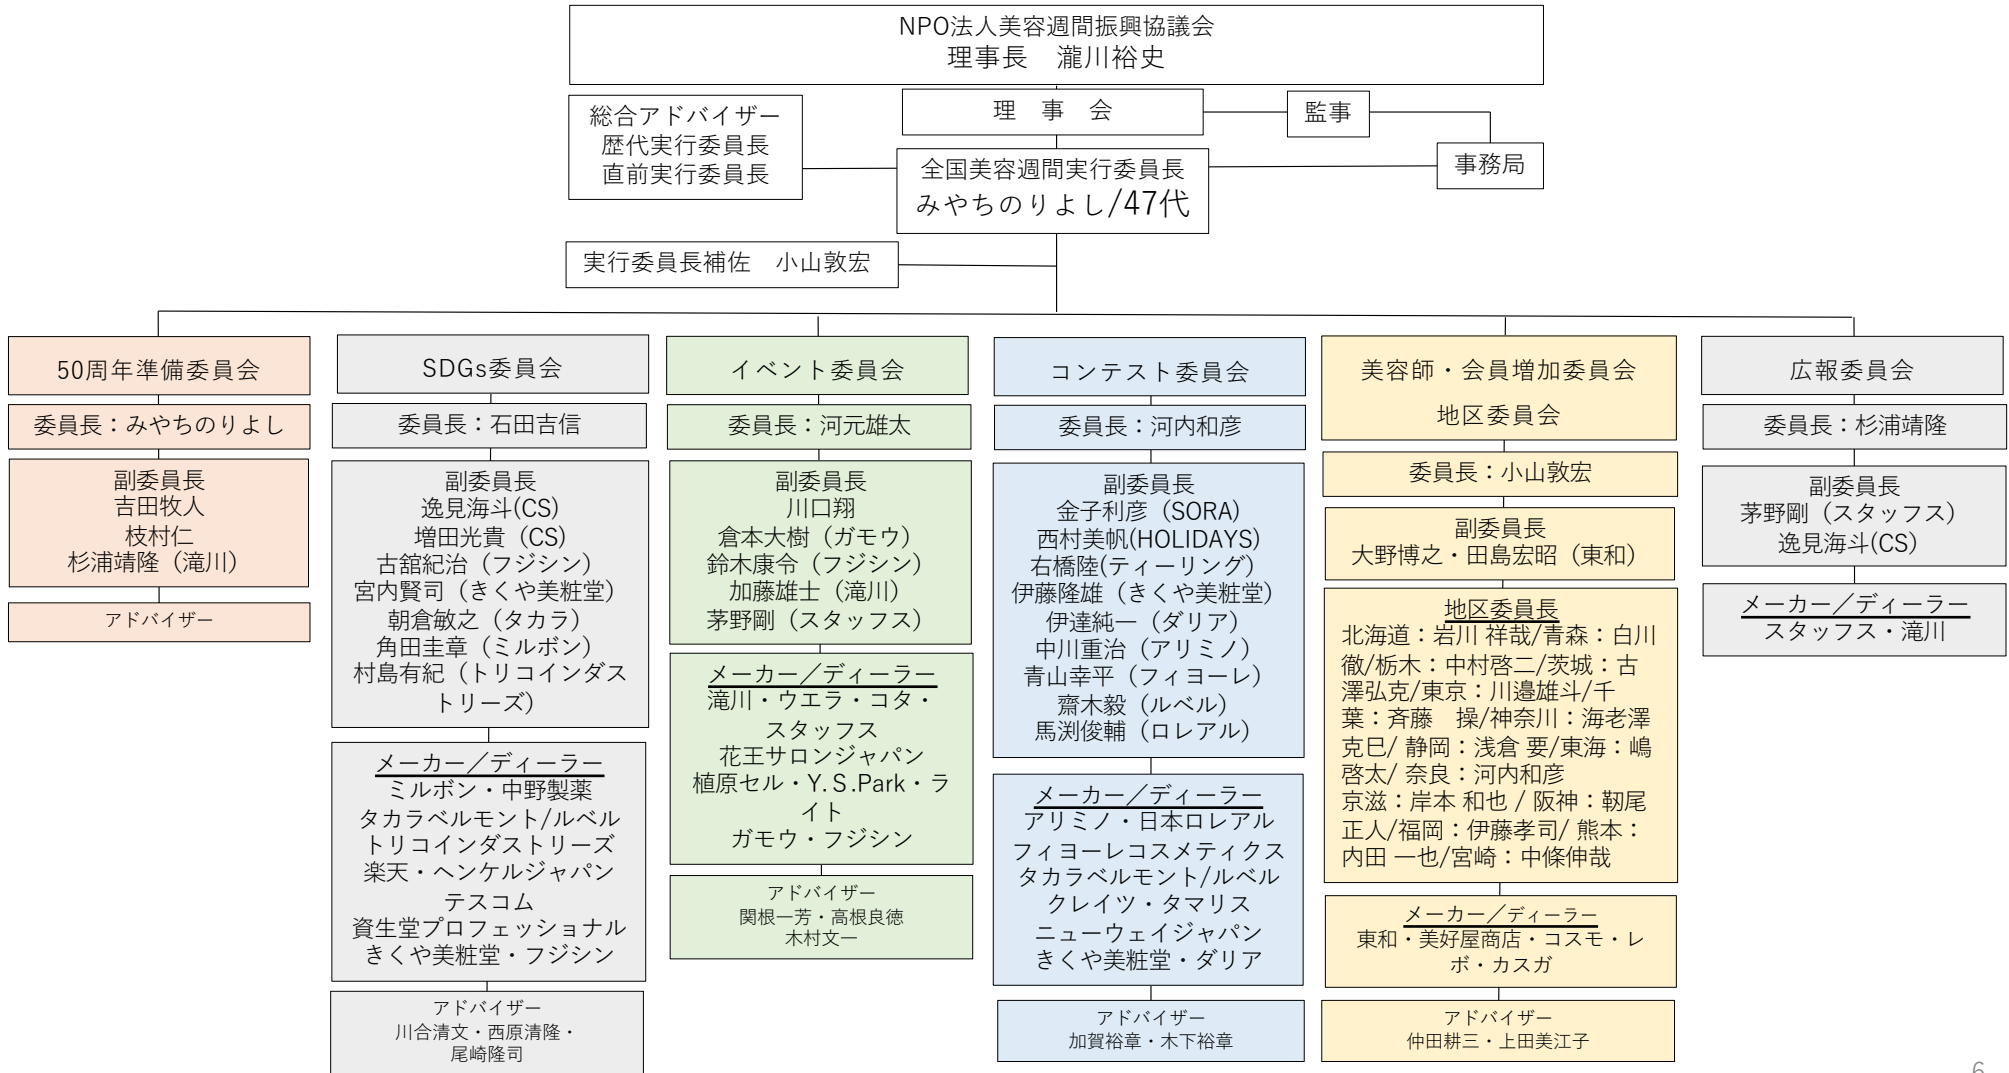 NPO法人美容週間振興協議会
理事長　瀧川裕史
総合アドバイザー
歴代実行委員長
直前実行委員長
理　事　会
監事
事務局
全国美容週間実行委員長
みやちのりよし/47代
実行委員長補佐　小山敦宏
50周年準備委員会
委員長：みやちのりよし
副委員長
吉田牧人
枝村仁
杉浦靖隆（滝川）
アドバイザー
SDGs委員会
委員長：石田吉信
副委員長
逸見海斗(CS)
増田光貴（CS）
古舘紀治（フジシン）
宮内賢司（きくや美粧堂）
朝倉敏之（タカラ）
角田圭章（ミルボン）
村島有紀（トリコインダス
トリーズ）
メーカー／ディーラー
ミルボン・中野製薬
タカラベルモント/ルベル
トリコインダストリーズ
楽天・ヘンケルジャパン
テスコム
資生堂プロフェッショナル
きくや美粧堂・フジシン
アドバイザー
川合清文・西原清隆・
尾崎隆司
イベント委員会
委員長：河元雄太
副委員長
川口翔
倉本大樹（ガモウ）
鈴木康令（フジシン）
加藤雄士（滝川）
茅野剛（スタッフス）
メーカー／ディーラー
滝川・ウエラ・コタ・
スタッフス
花王サロンジャパン
植原セル・Y.S.Park・ラ
イト
ガモウ・フジシン
アドバイザー
関根一芳・高根良徳
木村文一
コンテスト委員会
委員長：河内和彦
副委員長
金子利彦（SORA）
西村美帆(HOLIDAYS)
右橋陸(ティーリング)
伊藤隆雄（きくや美粧堂）
伊達純一（ダリア）
中川重治（アリミノ）
青山幸平（フィヨーレ）
齋木毅（ルベル）
馬渕俊輔（ロレアル）
メーカー／ディーラー
アリミノ・日本ロレアル
フィヨーレコスメティクス
タカラベルモント/ルベル
クレイツ・タマリス
ニューウェイジャパン
きくや美粧堂・ダリア
アドバイザー
加賀裕章・木下裕章
美容師・会員増加委員会
地区委員会
委員長：小山敦宏
副委員長
大野博之・田島宏昭（東和）
地区委員長
北海道：岩川 祥哉/青森：白川
徹/栃木：中村啓二/茨城：古
澤弘克/東京：川邉雄斗/千
葉：斉藤　操/神奈川：海老澤
克巳/ 静岡：浅倉 要/東海：嶋
啓太/ 奈良：河内和彦
京滋：岸本 和也 / 阪神：靭尾
正人/福岡：伊藤孝司/ 熊本：
内田 一也/宮崎：中條伸哉
メーカー／ディーラー
東和・美好屋商店・コスモ・レ
ボ・カスガ
アドバイザー
仲田耕三・上田美江子
広報委員会
委員長：杉浦靖隆
副委員長
茅野剛（スタッフス）
逸見海斗(CS)
メーカー／ディーラー
スタッフス・滝川
6